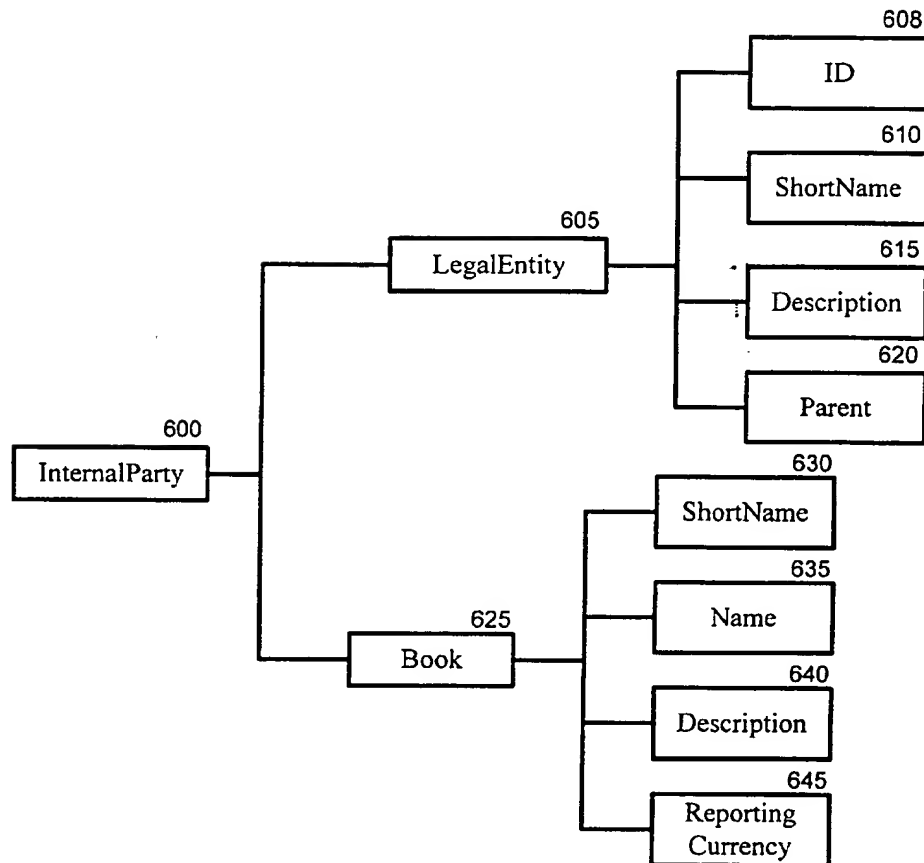 608
ID
610
ShortName
605
LegalEntity
615
Description
620
Parent
600
InternalParty
630
ShortName
635
Name
625
Book
640
Description
645
Reporting
Currency